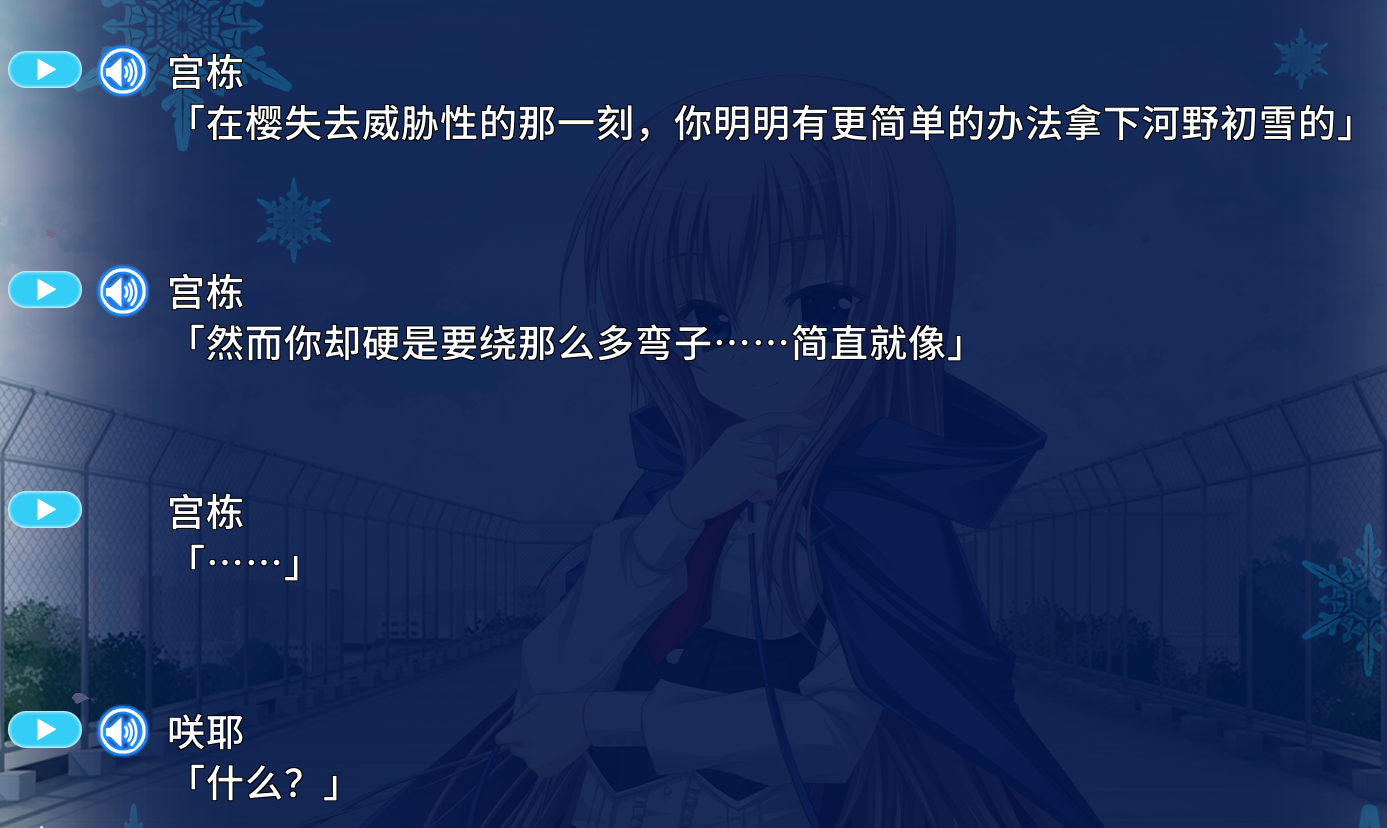 宫栋
「在樱失去威胁性的那一刻，你明明有更简单的办法拿下河野初雪的」
宫栋
「然而你却硬是要绕那么多弯子……简直就像」
宫栋
「……」
咲耶
「什么？」